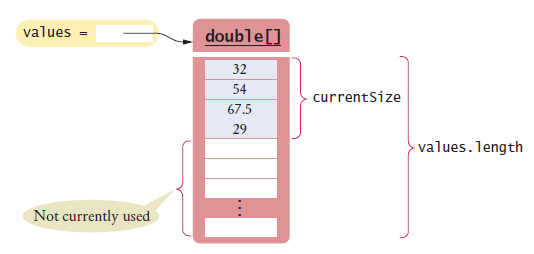 values =
double[]
32
54
67.5
29
currentSize
values.length
Not currently used